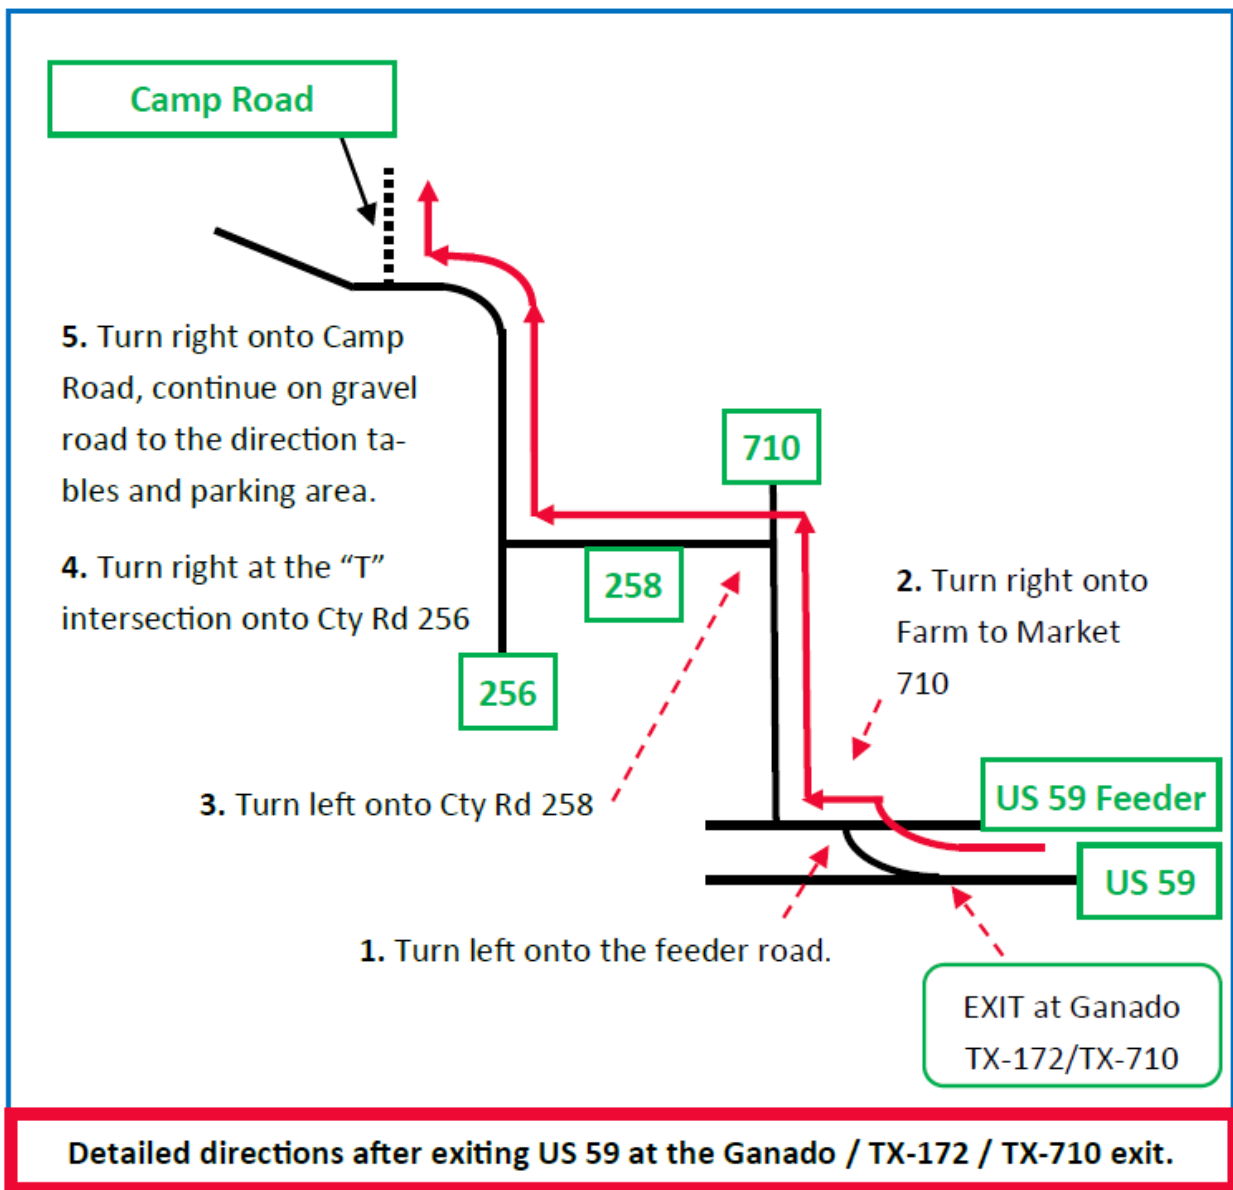 Camp Road
5. Turn right onto Camp
Road, continue on gravel
road to the direction ta-
bles and parking area.
710
4. Turn right at the “T”
intersection onto Cty Rd 256
258
2. Turn right onto
Farm to Market
710
256
3. Turn left onto Cty Rd 258
US 59 Feeder
US 59
1. Turn left onto the feeder road.
EXIT at Ganado
TX-172/TX-710
Detailed directions after exiting US 59 at the Ganado / TX-172 / TX-710 exit.